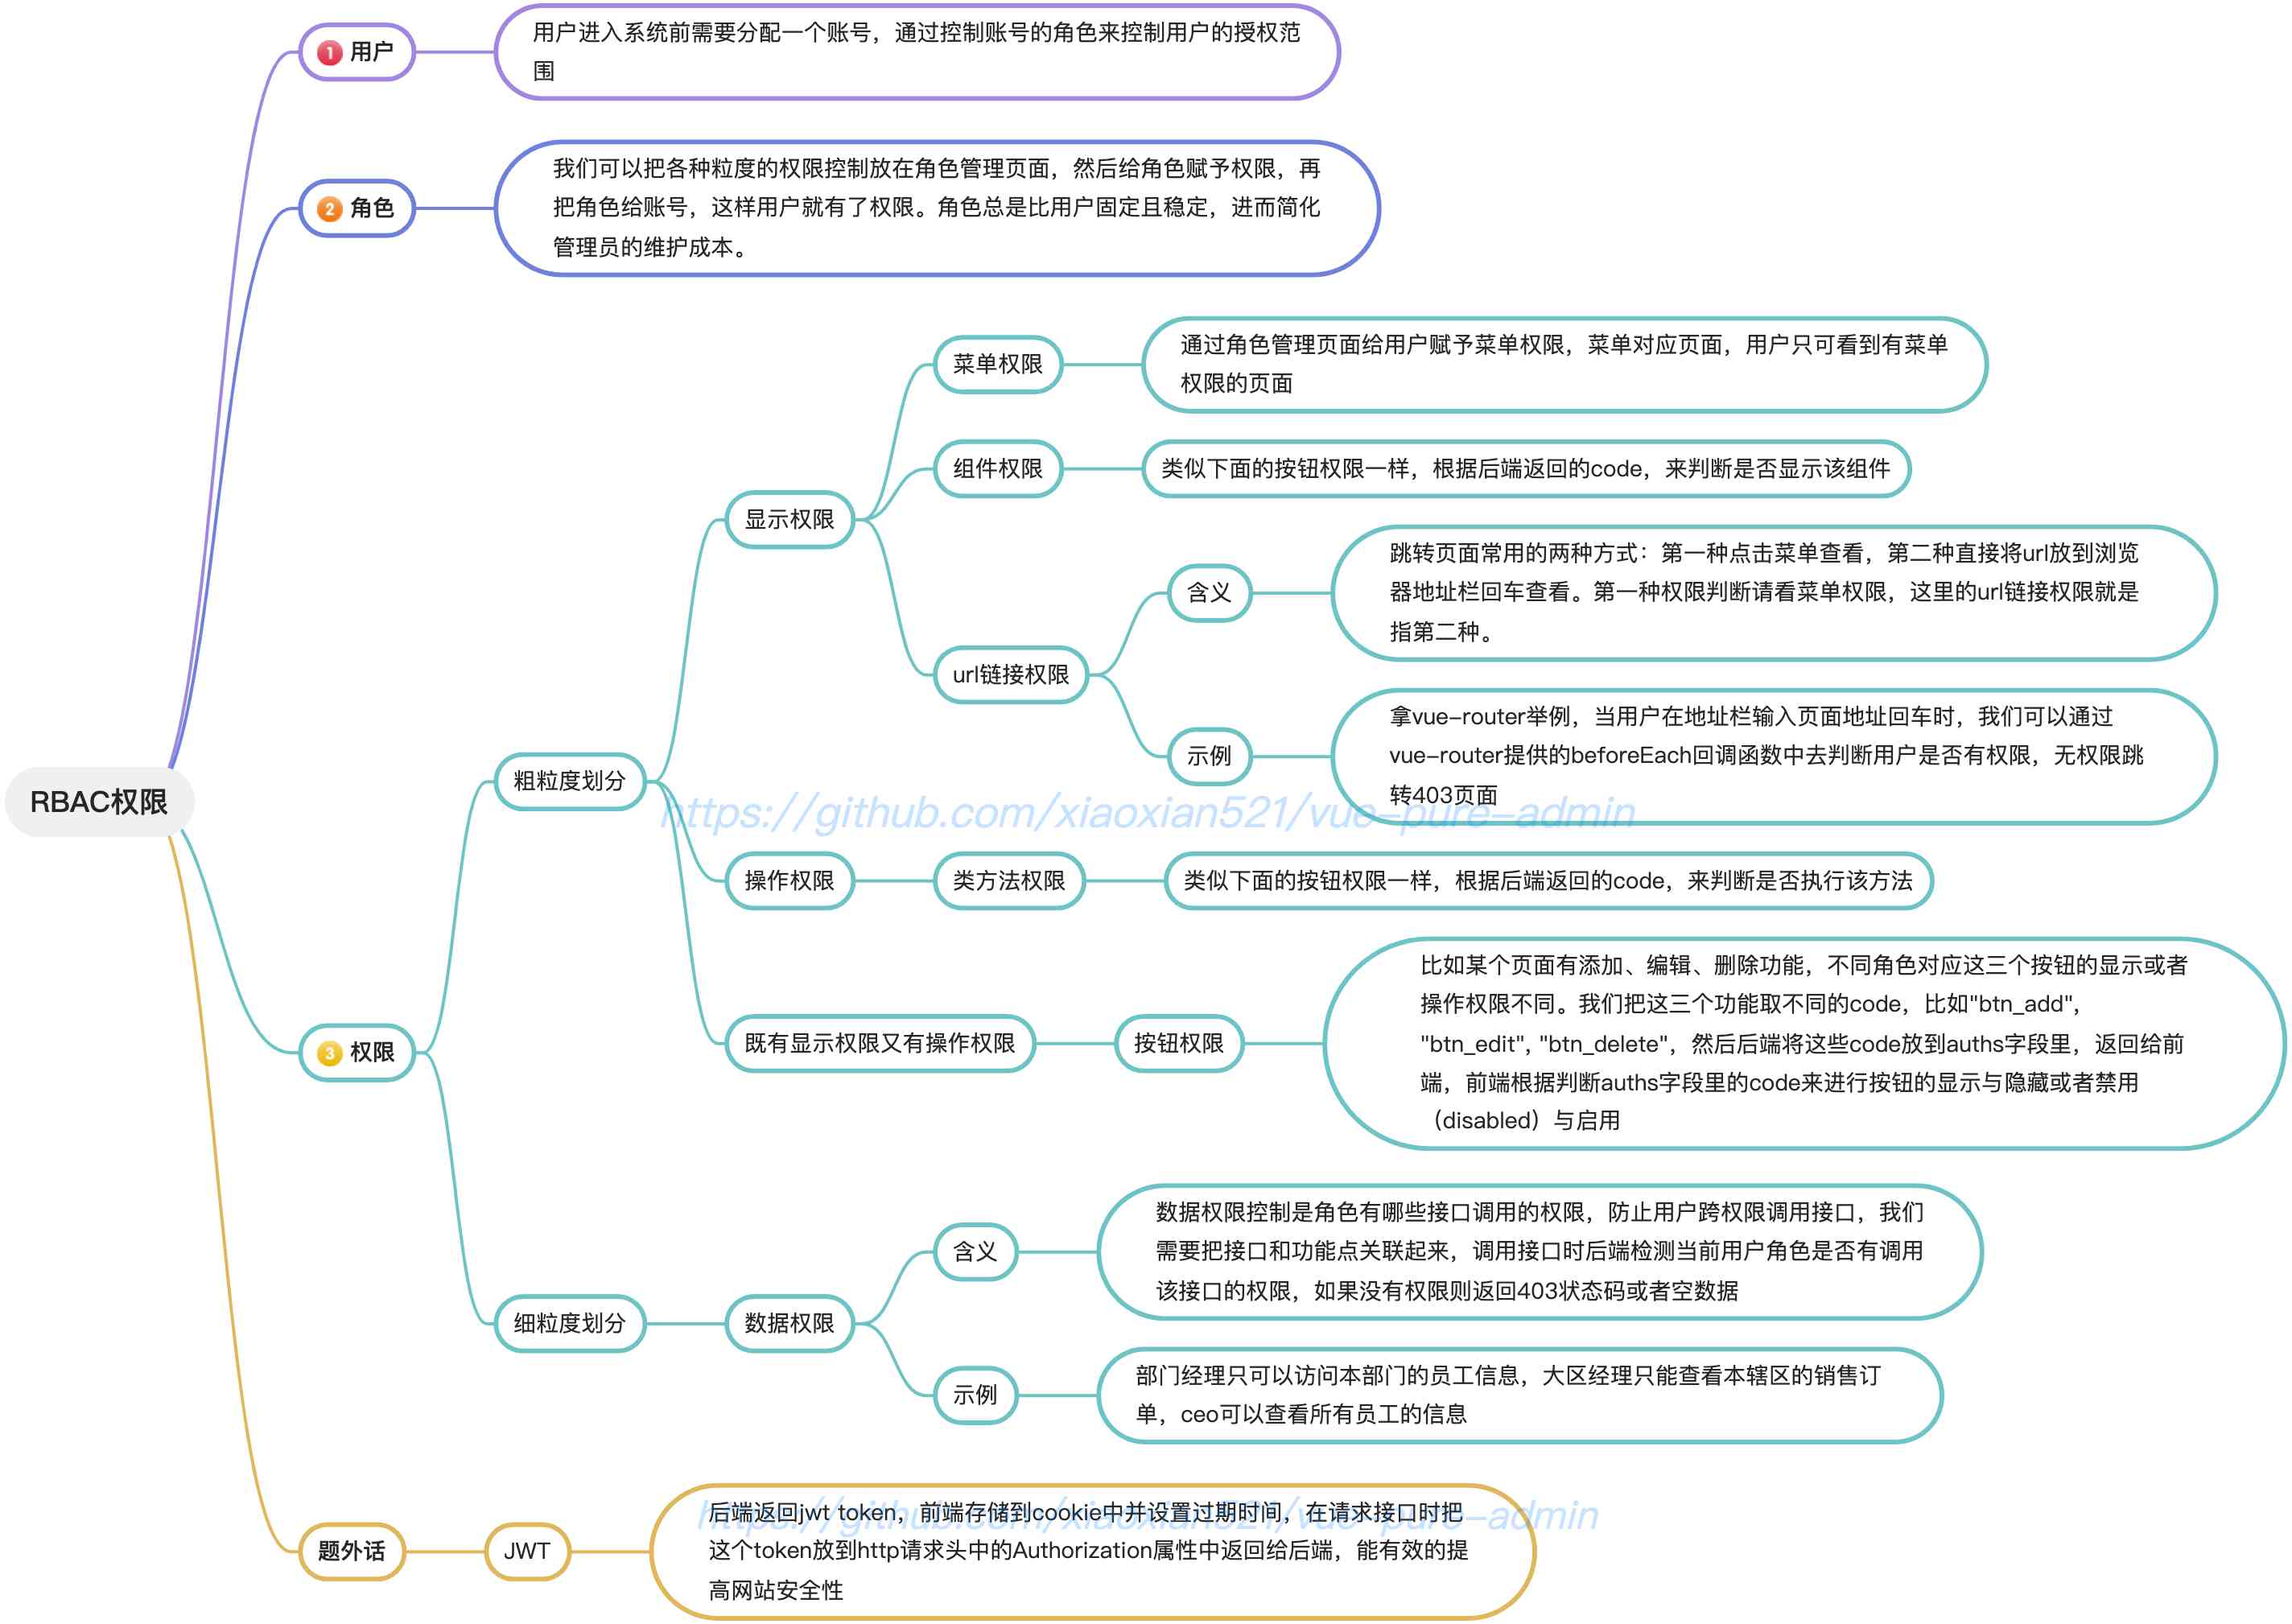 RBAC权限
1 用户
用户进入系统前需要分配一个账号，通过控制账号的角色来控制用户的授权范
围
2 角色
我们可以把各种粒度的权限控制放在角色管理页面，然后给角色赋予权限，再
把角色给账号，这样用户就有了权限。角色总是比用户固定且稳定，进而简化
管理员的维护成本。
3 权限
粗粒度划分
显示权限
菜单权限
通过角色管理页面给用户赋予菜单权限，菜单对应页面，用户只可看到有菜单
权限的页面
组件权限
类似下面的按钮权限一样，根据后端返回的code，来判断是否显示该组件
url链接权限
含义
跳转页面常用的两种方式：第一种点击菜单查看，第二种直接将url放到浏览
器地址栏回车查看。第一种权限判断请看菜单权限，这里的url链接权限就是
指第二种。
示例
拿vue-router举例，当用户在地址栏输入页面地址回车时，我们可以通过
vue-router提供的beforeEach回调函数中去判断用户是否有权限，无权限跳
转403页面
https://github.com/xiaoxian521/vue-pure-admin
操作权限
类方法权限
类似下面的按钮权限一样，根据后端返回的code，来判断是否执行该方法
既有显示权限又有操作权限
按钮权限
比如某个页面有添加、编辑、删除功能，不同角色对应这三个按钮的显示或者
操作权限不同。我们把这三个功能取不同的code，比如"btn_add",
"btn_edit", "btn_delete"，然后后端将这些code放到auths字段里，返回给前
端，前端根据判断auths字段里的code来进行按钮的显示与隐藏或者禁用
（disabled）与启用
细粒度划分
数据权限
含义
数据权限控制是角色有哪些接口调用的权限，防止用户跨权限调用接口，我们
需要把接口和功能点关联起来，调用接口时后端检测当前用户角色是否有调用
该接口的权限，如果没有权限则返回403状态码或者空数据
示例
部门经理只可以访问本部门的员工信息，大区经理只能查看本辖区的销售订
单，ceo可以查看所有员工的信息
题外话
JWT
后端返回jwt token，前端存储到cookie中并设置过期时间，在请求接口时把
这个token放到http请求头中的Authorization属性中返回给后端，能有效的提
高网站安全性
https://github.com/xiaoxian521/vue-pure-admin